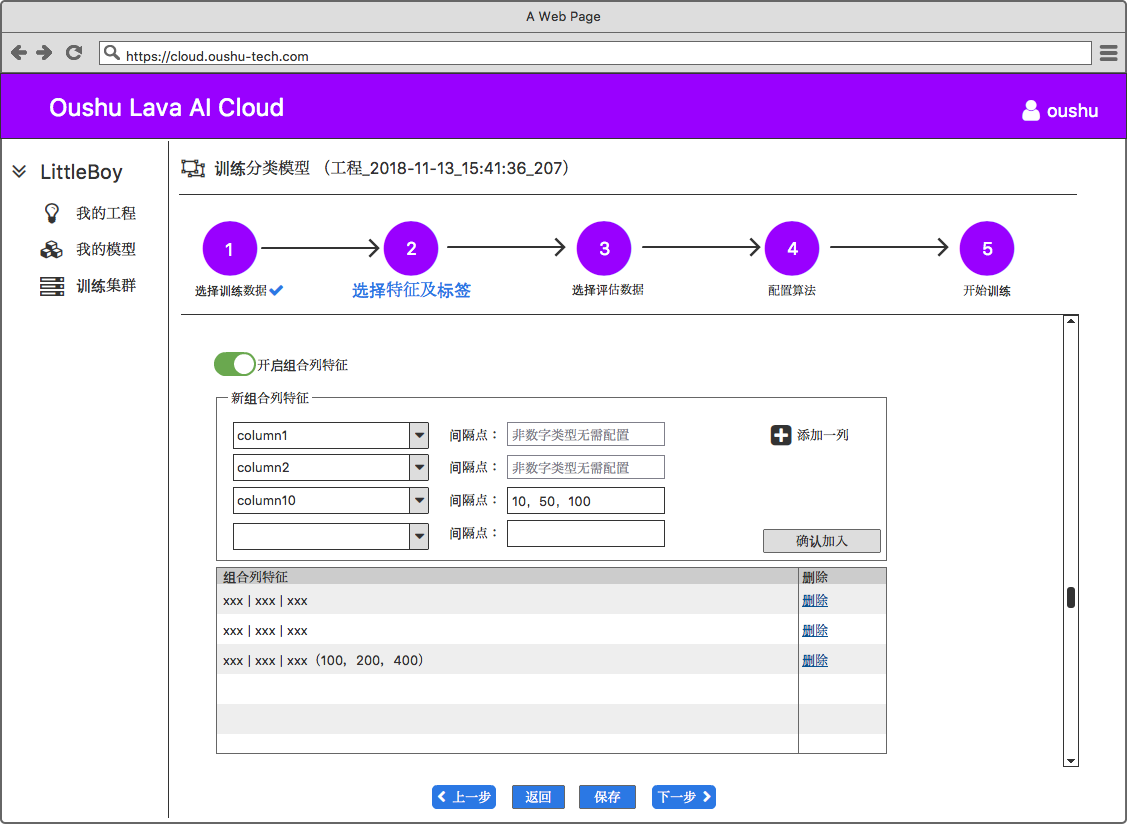 A Web Page
https://cloud.oushu-tech.com
Oushu Lava AI Cloud
oushu
LittleBoy
我的工程
我的模型
训练集群
训练分类模型 （工程_2018-11-13_15:41:36_207）
1 2 3 4 5
选择训练数据 选择特征及标签 选择评估数据 配置算法 开始训练
开启组合列特征
新组合列特征
column1 间隔点： 非数字类型无需配置 添加一列
column2 间隔点： 非数字类型无需配置
column10 间隔点： 10，50，100
间隔点：
确认加入
组合列特征 删除
xxx | xxx | xxx 删除
xxx | xxx | xxx 删除
xxx | xxx | xxx（100，200，400） 删除
上一步 返回 保存 下一步